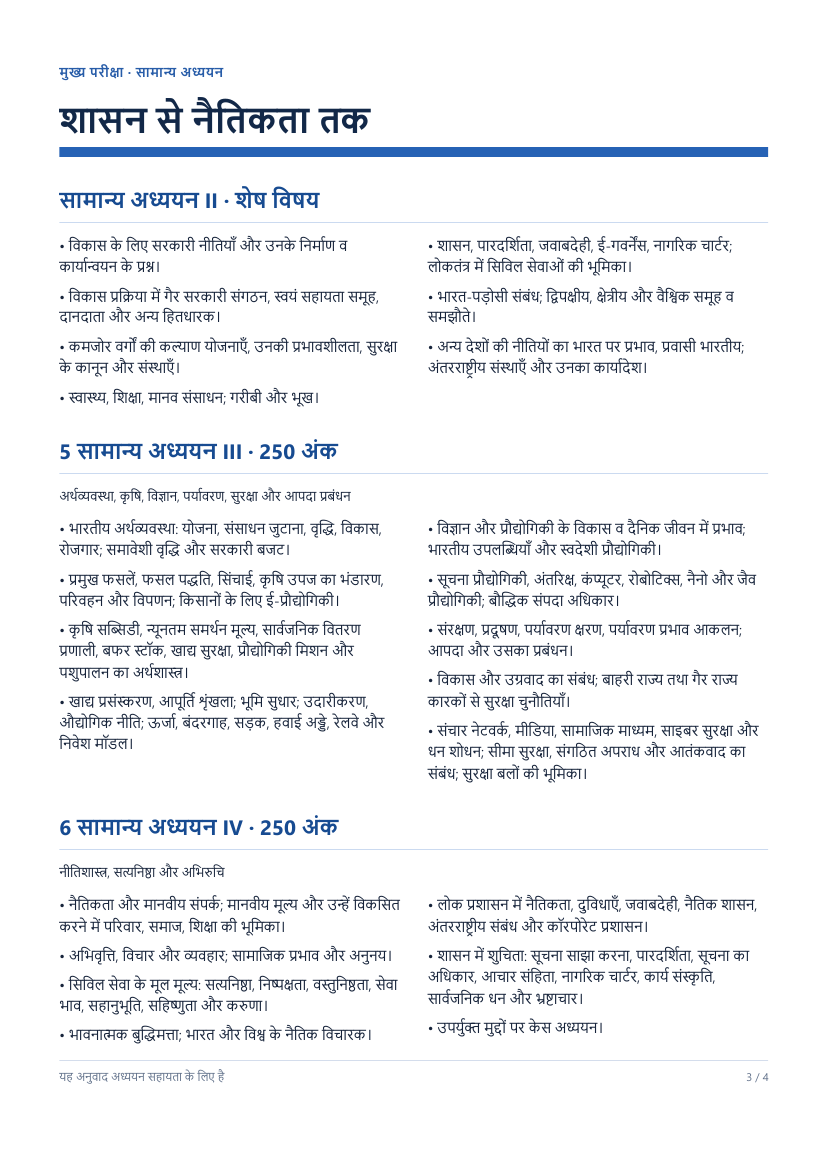 मुख्य परीक्षा · सामान्य अध्ययन
शासन से नैतिकता तक
सामान्य अध्ययन II · शेष विषय
• विकास के लिए सरकारी नीतियाँ और उनके निर्माण व
कार्यान्वयन के प्रश्न।
• विकास प्रक्रिया में गैर सरकारी संगठन, स्वयं सहायता समूह,
दानदाता और अन्य हितधारक।
• कमजोर वर्गों की कल्याण योजनाएँ, उनकी प्रभावशीलता, सुरक्षा
के कानून और संस्थाएँ।
• स्वास्थ्य, शिक्षा, मानव संसाधन; गरीबी और भूख।
• शासन, पारदर्शिता, जवाबदेही, ई-गवर्नेंस, नागरिक चार्टर;
लोकतंत्र में सिविल सेवाओं की भूमिका।
• भारत-पड़ोसी संबंध; द्विपक्षीय, क्षेत्रीय और वैश्विक समूह व
समझौते।
• अन्य देशों की नीतियों का भारत पर प्रभाव, प्रवासी भारतीय;
अंतरराष्ट्रीय संस्थाएँ और उनका कार्यादेश।
5 सामान्य अध्ययन III · 250 अंक
अर्थव्यवस्था, कृषि, विज्ञान, पर्यावरण, सुरक्षा और आपदा प्रबंधन
• भारतीय अर्थव्यवस्था: योजना, संसाधन जुटाना, वृद्धि, विकास,
रोजगार; समावेशी वृद्धि और सरकारी बजट।
• प्रमुख फसलें, फसल पद्धति, सिंचाई, कृषि उपज का भंडारण,
परिवहन और विपणन; किसानों के लिए ई-प्रौद्योगिकी।
• कृषि सब्सिडी, न्यूनतम समर्थन मूल्य, सार्वजनिक वितरण
प्रणाली, बफर स्टॉक, खाद्य सुरक्षा, प्रौद्योगिकी मिशन और
पशुपालन का अर्थशास्त्र।
• खाद्य प्रसंस्करण, आपूर्ति शृंखला; भूमि सुधार; उदारीकरण,
औद्योगिक नीति; ऊर्जा, बंदरगाह, सड़क, हवाई अड्डे, रेलवे और
निवेश मॉडल।
• विज्ञान और प्रौद्योगिकी के विकास व दैनिक जीवन में प्रभाव;
भारतीय उपलब्धियाँ और स्वदेशी प्रौद्योगिकी।
• सूचना प्रौद्योगिकी, अंतरिक्ष, कंप्यूटर, रोबोटिक्स, नैनो और जैव
प्रौद्योगिकी; बौद्धिक संपदा अधिकार।
• संरक्षण, प्रदूषण, पर्यावरण क्षरण, पर्यावरण प्रभाव आकलन;
आपदा और उसका प्रबंधन।
• विकास और उग्रवाद का संबंध; बाहरी राज्य तथा गैर राज्य
कारकों से सुरक्षा चुनौतियाँ।
• संचार नेटवर्क, मीडिया, सामाजिक माध्यम, साइबर सुरक्षा और
धन शोधन; सीमा सुरक्षा, संगठित अपराध और आतंकवाद का
संबंध; सुरक्षा बलों की भूमिका।
6 सामान्य अध्ययन IV · 250 अंक
नीतिशास्त्र, सत्यनिष्ठा और अभिरुचि
• नैतिकता और मानवीय संपर्क; मानवीय मूल्य और उन्हें विकसित
करने में परिवार, समाज, शिक्षा की भूमिका।
• अभिवृत्ति, विचार और व्यवहार; सामाजिक प्रभाव और अनुनय।
• सिविल सेवा के मूल मूल्य: सत्यनिष्ठा, निष्पक्षता, वस्तुनिष्ठता, सेवा
भाव, सहानुभूति, सहिष्णुता और करुणा।
• भावनात्मक बुद्धिमत्ता; भारत और विश्व के नैतिक विचारक।
• लोक प्रशासन में नैतिकता, दुविधाएँ, जवाबदेही, नैतिक शासन,
अंतरराष्ट्रीय संबंध और कॉरपोरेट प्रशासन।
• शासन में शुचिता: सूचना साझा करना, पारदर्शिता, सूचना का
अधिकार, आचार संहिता, नागरिक चार्टर, कार्य संस्कृति,
सार्वजनिक धन और भ्रष्टाचार।
• उपर्युक्त मुद्दों पर केस अध्ययन।
यह अनुवाद अध्ययन सहायता के लिए है
3 / 4